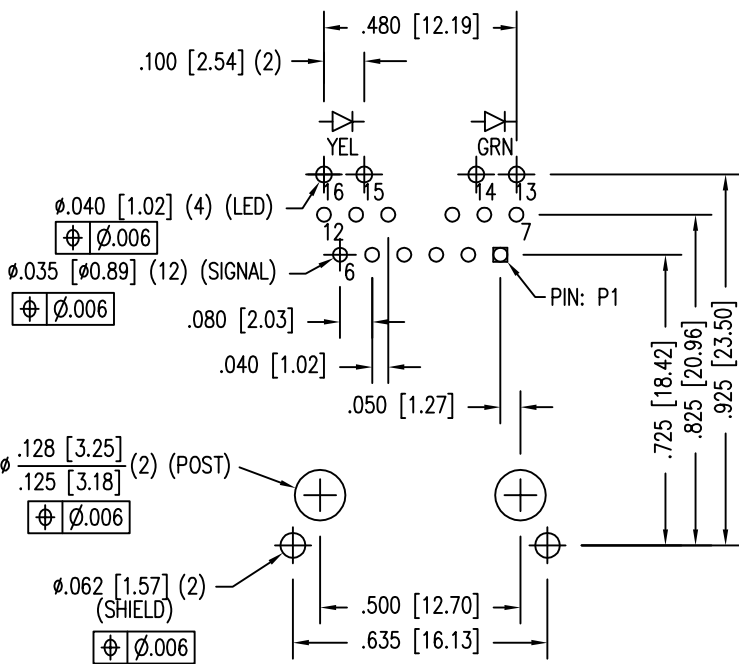 .480 [12.19]
.100 [2.54] (2)
YEL
GRN
16
15
14
13
ø.040 [1.02] (4) (LED)
⌖ Ø.006
12
7
ø.035 [ø0.89] (12) (SIGNAL)
⌖ Ø.006
6
PIN: P1
.080 [2.03]
.040 [1.02]
.050 [1.27]
.725 [18.42]
.825 [20.96]
.925 [23.50]
ø .128 [3.25]
.125 [3.18]
(2) (POST)
⌖ Ø.006
ø.062 [1.57] (2)
(SHIELD)
⌖ Ø.006
.500 [12.70]
.635 [16.13]